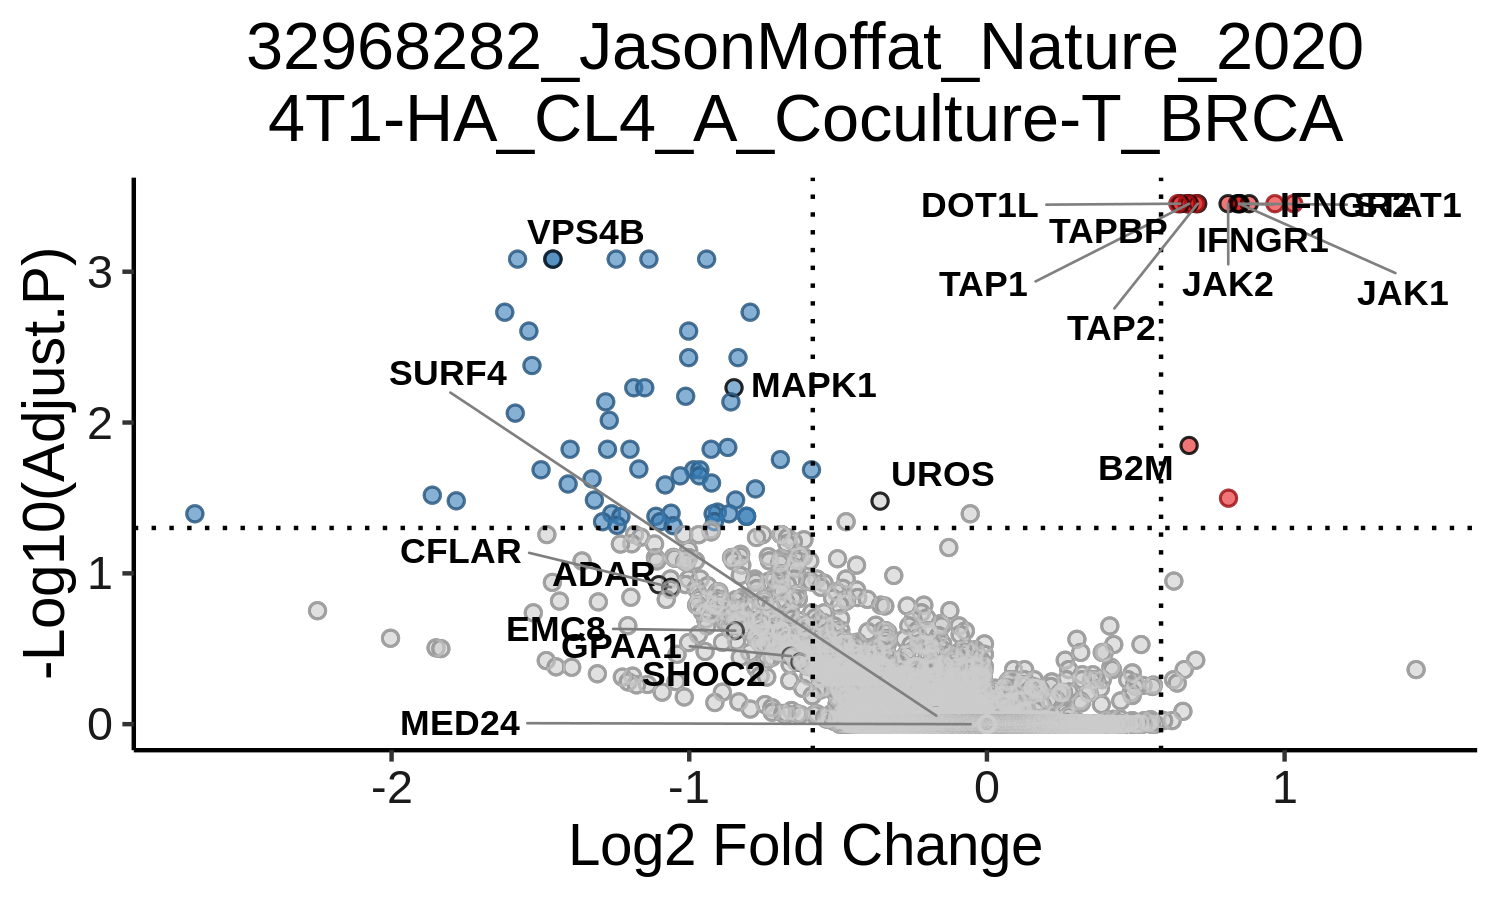 32968282_JasonMoffat_Nature_2020
4T1-HA_CL4_A_Coculture-T_BRCA
-Log10(Adjust.P)
3
2
1
0
DOT1L
IFNGR2
STAT1
VPS4B
TAPBP
IFNGR1
TAP1
JAK2
JAK1
TAP2
SURF4
MAPK1
B2M
UROS
CFLAR
ADAR
EMC8
GPAA1
SHOC2
MED24
-2
-1
0
1
Log2 Fold Change